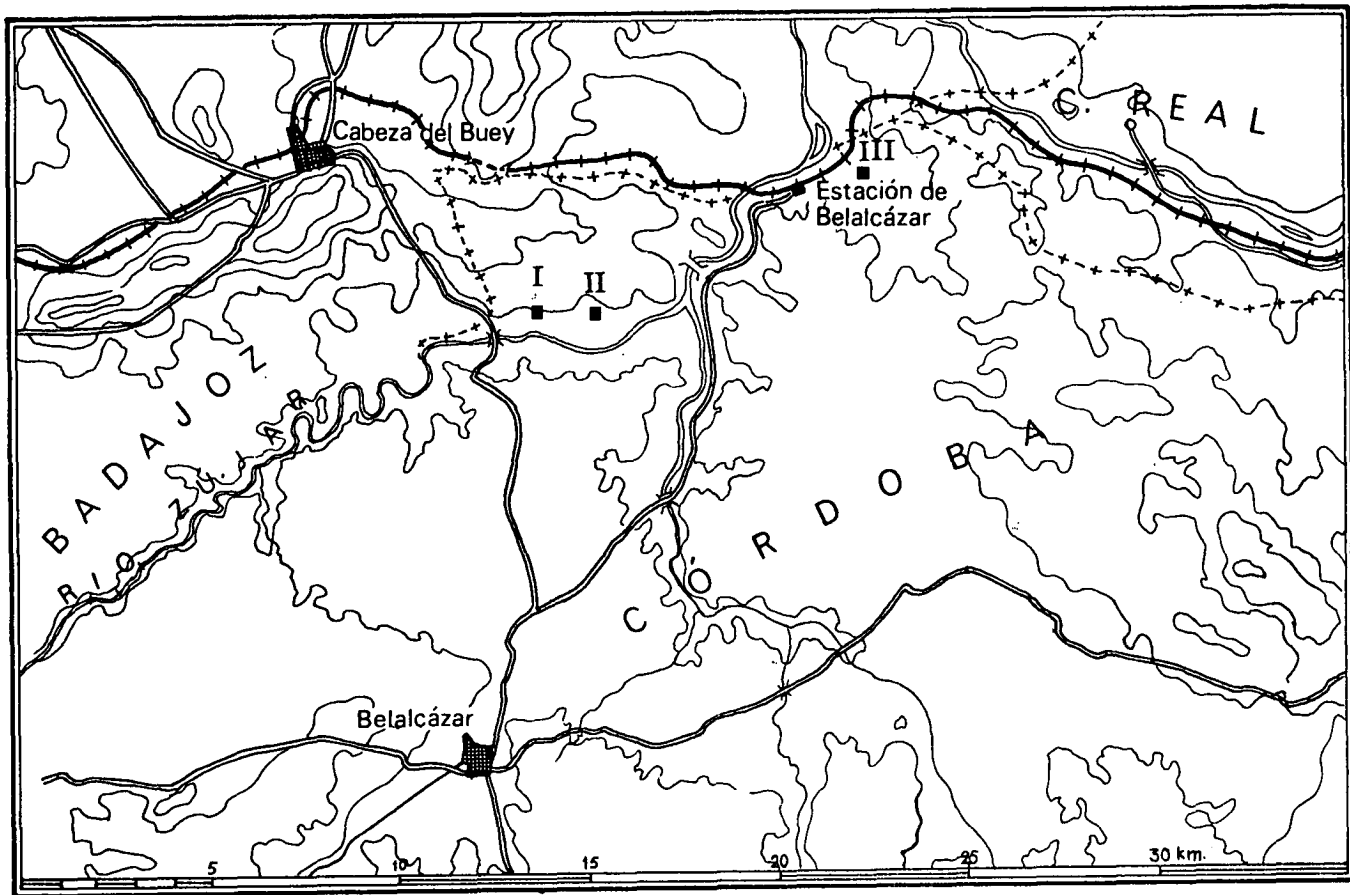 Cabeza del Buey
C. REAL
III
Estación de
Belalcázar
I
II
BADAJOZ
RIO ZUJAR
CÓRDOBA
Belalcázar
5 10 15 20 25 30 km.